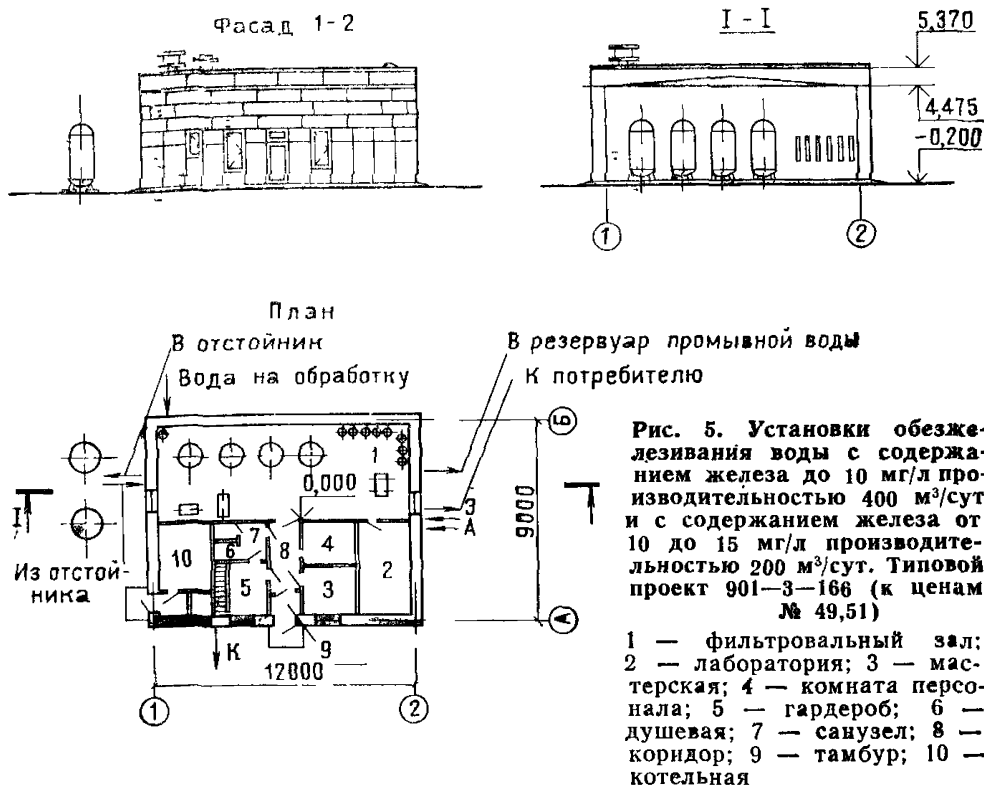 Фасад 1-2
I - I
5,370
4,475
-0,200
1
2
План
В отстойник
Вода на обработку
В резервуар промывной воды
К потребителю
1
0,000
I
Э
А
10
6
7
8
4
2
5
3
Из отстой-
ника
К
9
12000
9000
Б
А
1
2
Рис. 5. Установки обезже-
лезивания воды с содержа-
нием железа до 10 мг/л про-
изводительностью 400 м³/сут
и с содержанием железа от
10 до 15 мг/л производите-
льностью 200 м³/сут. Типовой
проект 901—3—166 (к ценам
№ 49,51)
1 — фильтровальный зал;
2 — лаборатория; 3 — мас-
терская; 4 — комната персо-
нала; 5 — гардероб; 6 —
душевая; 7 — санузел; 8 —
коридор; 9 — тамбур; 10 —
котельная